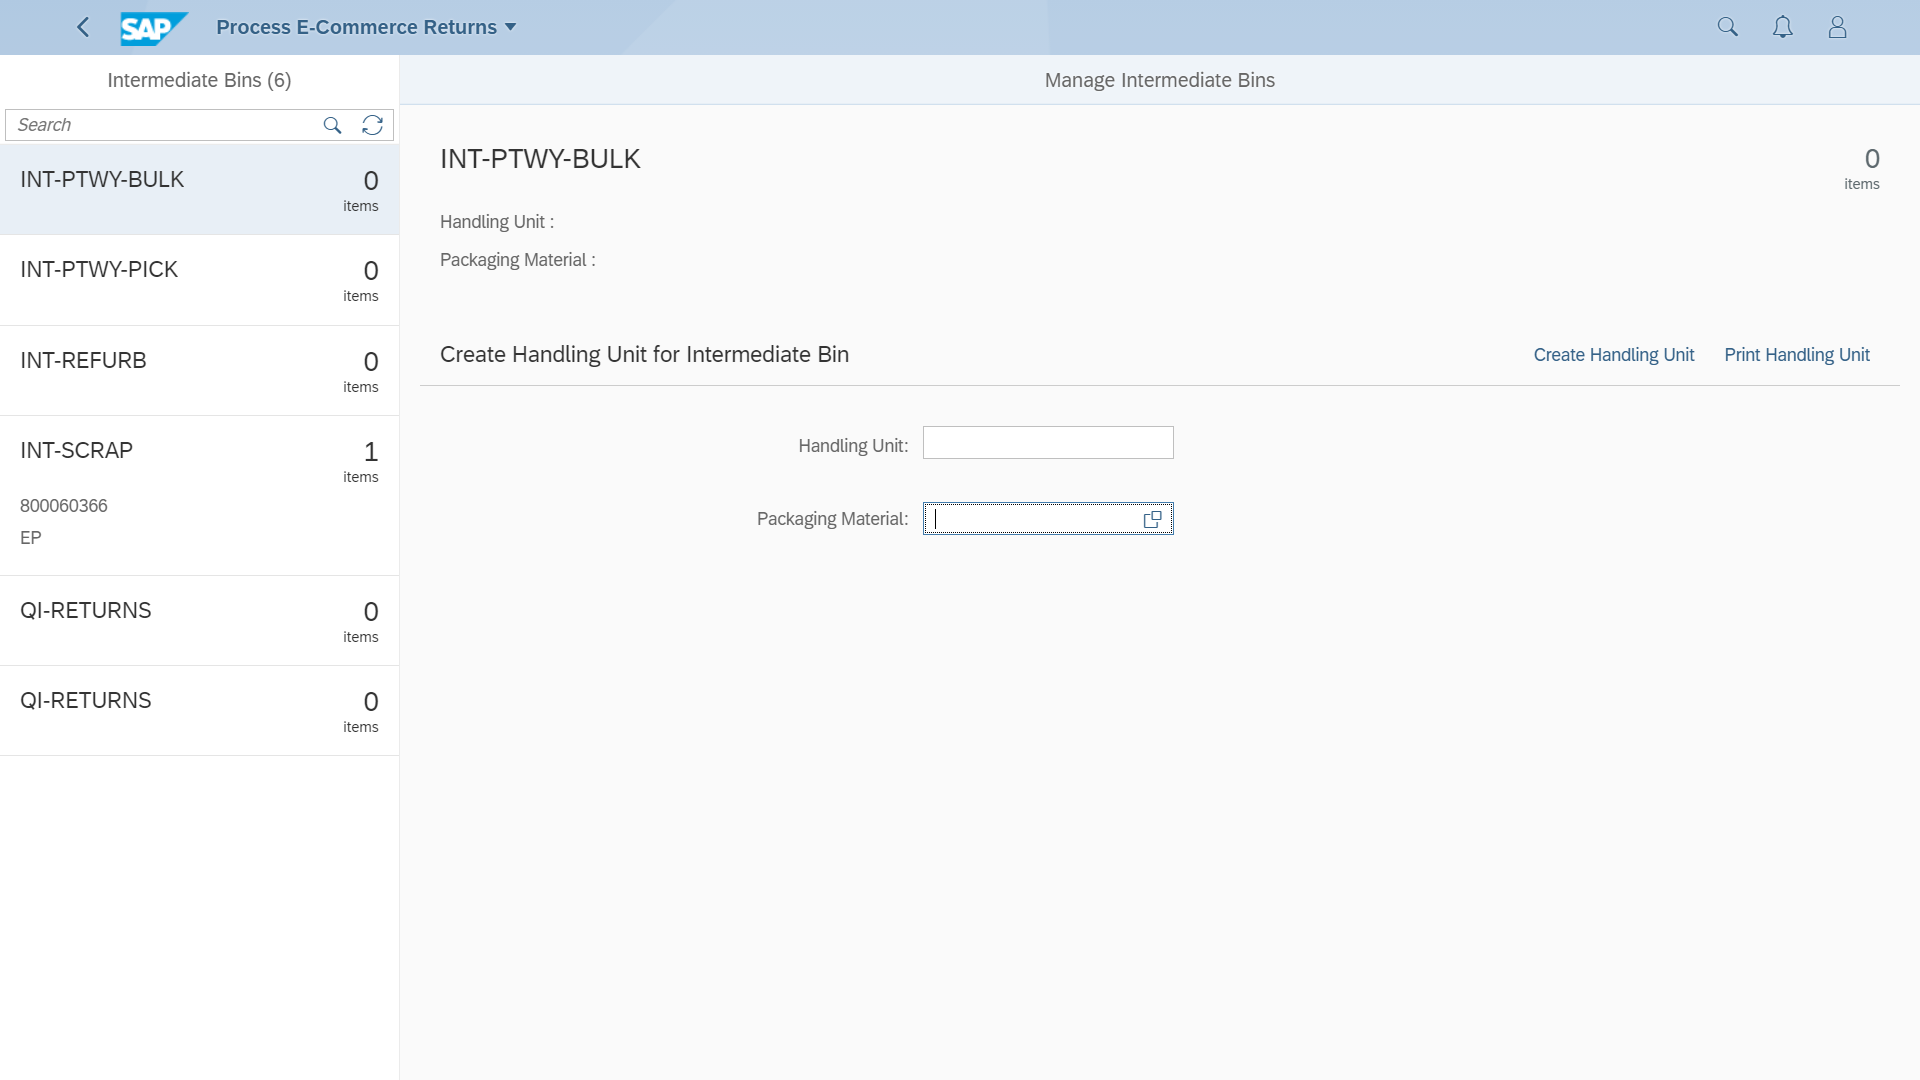 SAP
Process E-Commerce Returns
Intermediate Bins (6)
Search
INT-PTWY-BULK
0
items
INT-PTWY-PICK
0
items
INT-REFURB
0
items
INT-SCRAP
1
items
800060366
EP
QI-RETURNS
0
items
QI-RETURNS
0
items
Manage Intermediate Bins
INT-PTWY-BULK
0
items
Handling Unit :
Packaging Material :
Create Handling Unit for Intermediate Bin
Create Handling Unit
Print Handling Unit
Handling Unit:
Packaging Material: